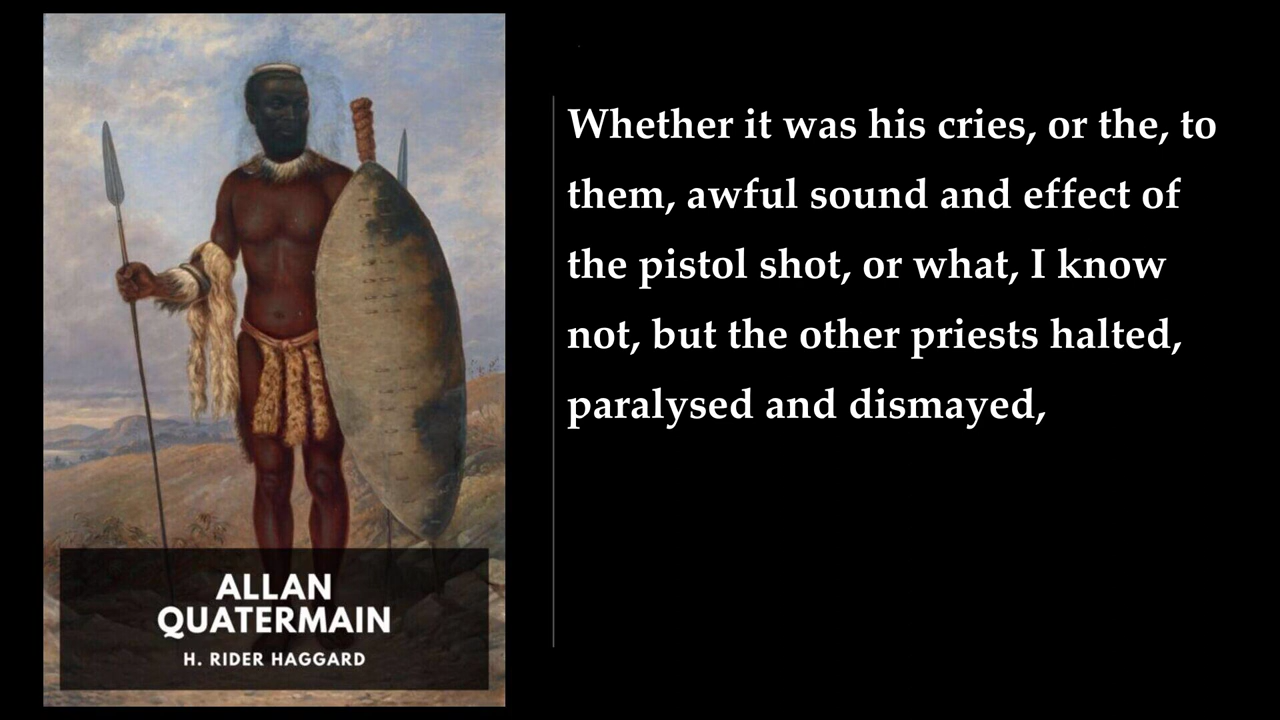 ALLAN
QUATERMAIN
H. RIDER HAGGARD
Whether it was his cries, or the, to
them, awful sound and effect of
the pistol shot, or what, I know
not, but the other priests halted,
paralysed and dismayed,